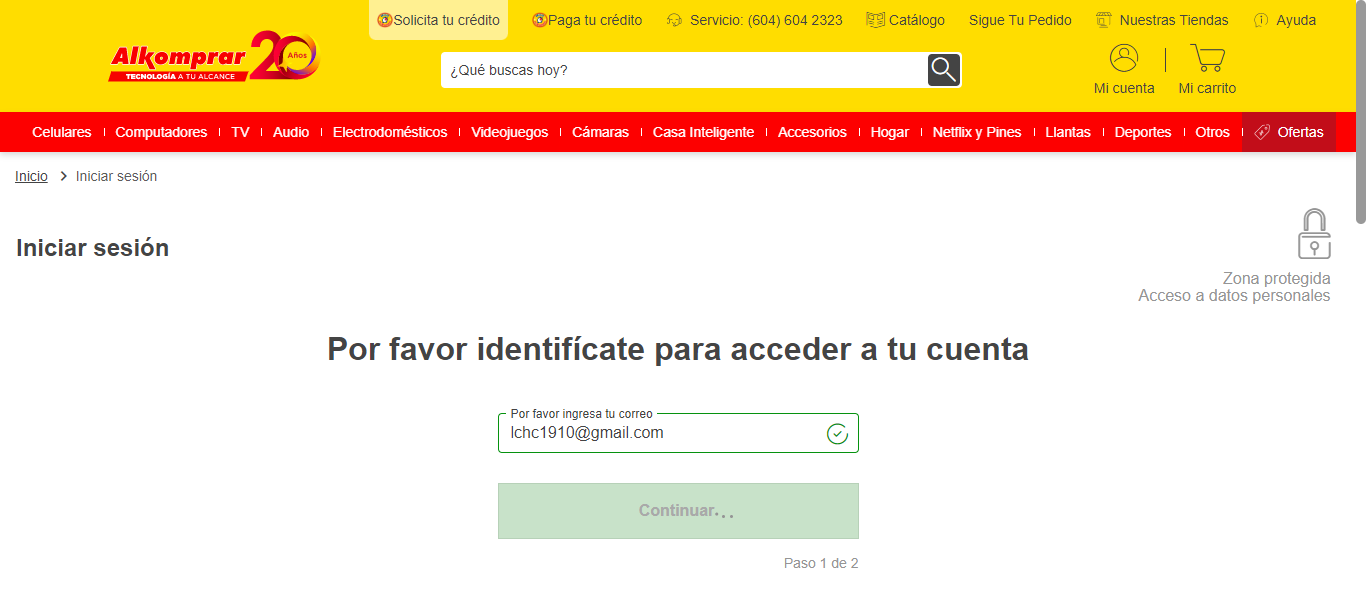 Solicita tu crédito
Paga tu crédito
Servicio: (604) 604 2323
Catálogo
Sigue Tu Pedido
Nuestras Tiendas
Ayuda
Alkomprar 20 Años
TECNOLOGÍA A TU ALCANCE
¿Qué buscas hoy?
Mi cuenta
Mi carrito
Celulares
Computadores
TV
Audio
Electrodomésticos
Videojuegos
Cámaras
Casa Inteligente
Accesorios
Hogar
Netflix y Pines
Llantas
Deportes
Otros
Ofertas
Inicio > Iniciar sesión
Iniciar sesión
Zona protegida
Acceso a datos personales
Por favor identifícate para acceder a tu cuenta
Por favor ingresa tu correo
lchc1910@gmail.com
Continuar...
Paso 1 de 2